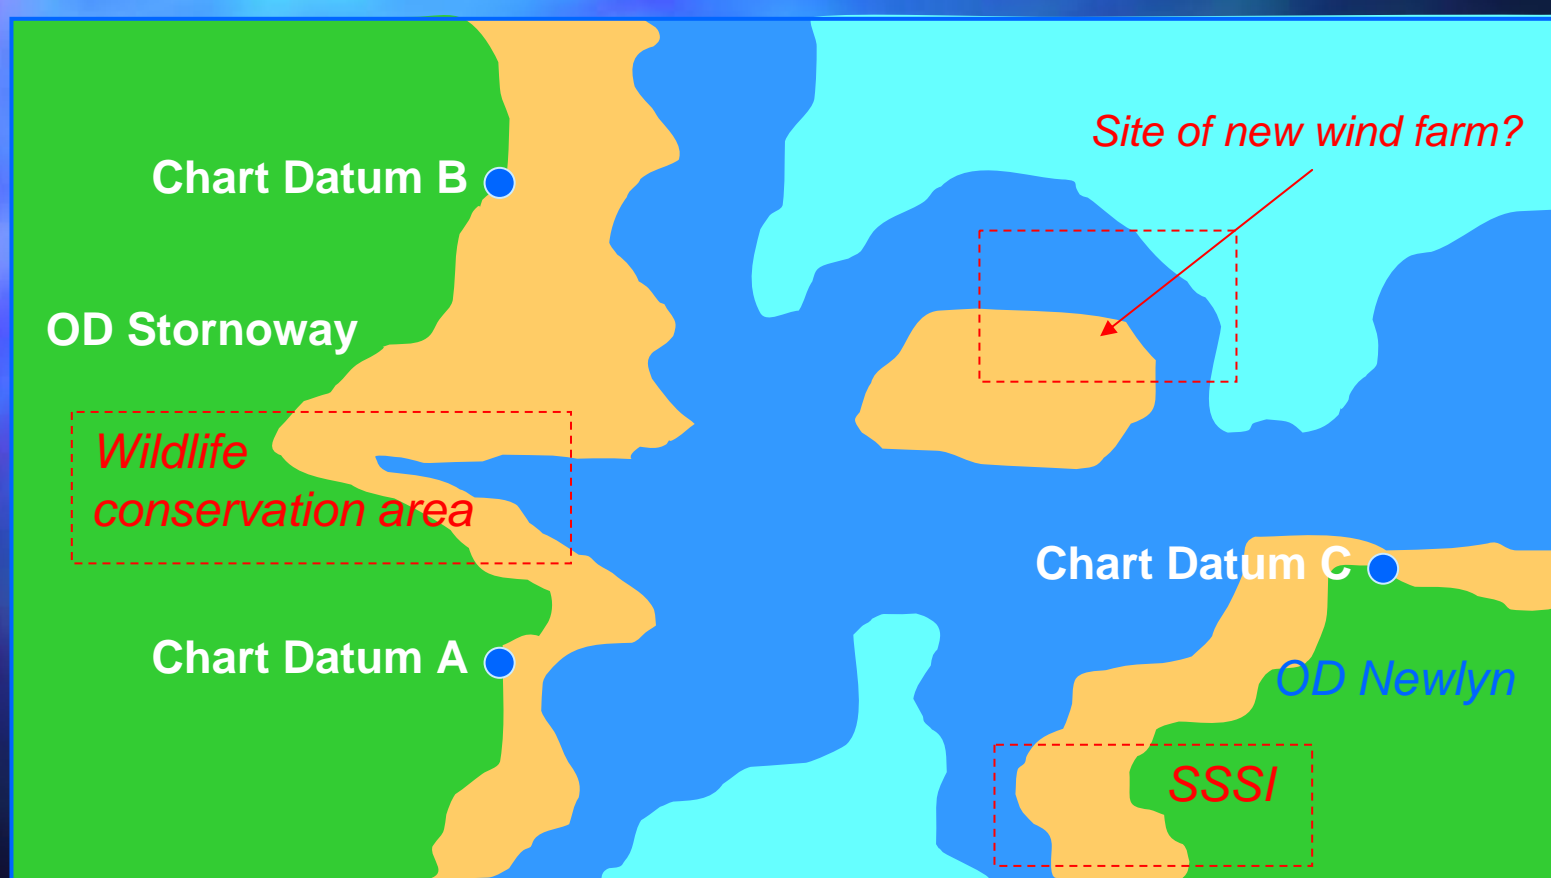 Site of new wind farm?
Chart Datum B
OD Stornoway
Wildlife
conservation area
Chart Datum C
Chart Datum A
OD Newlyn
SSSI